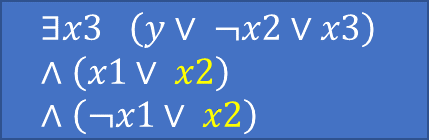 ∃x3 (y ∨ ¬x2 ∨ x3)
∧ (x1 ∨ x2)
∧ (¬x1 ∨ x2)